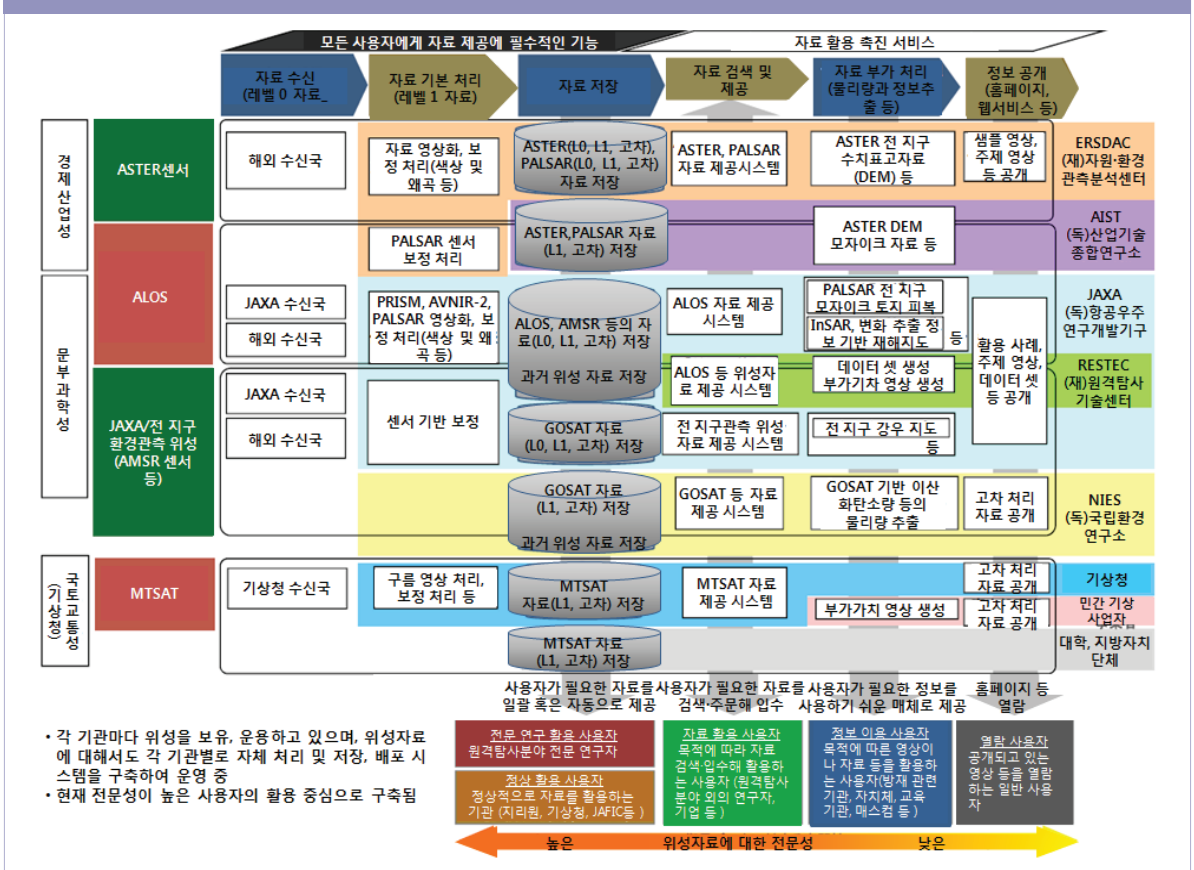 모든 사용자에게 자료 제공에 필수적인 기능
자료 활용 촉진 서비스
자료 수신
(레벨 0 자료_
자료 기본 처리
(레벨 1 자료)
자료 저장
자료 검색 및
제공
자료 부가 처리
(물리량과 정보추
출 등)
정보 공개
(홈페이지,
웹서비스 등)
경제산업성
ASTER센서
해외 수신국
자료 영상화, 보
정 처리(색상 및
왜곡 등)
ASTER(L0, L1, 고차),
PALSAR(L0, L1, 고차)
자료 저장
ASTER, PALSAR
자료 제공시스템
ASTER 전 지구
수치표고자료
(DEM) 등
샘플 영상,
주제 영상
등 공개
ERSDAC
(재)자원·환경
관측분석센터
PALSAR 센서
보정 처리
ASTER,PALSAR 자료
(L1, 고차) 저장
ASTER DEM
모자이크 자료 등
AIST
(독)산업기술
종합연구소
문부과학성
ALOS
JAXA 수신국
해외 수신국
PRISM, AVNIR-2,
PALSAR 영상화, 보
정 처리(색상 및 왜
곡 등)
ALOS, AMSR 등의 자
료(L0, L1, 고차) 저장
과거 위성 자료 저장
ALOS 자료 제공
시스템
PALSAR 전 지구
모자이크 토지 피복
InSAR, 변화 추출 정
보 기반 재해지도
등
활용 사례,
주제 영상,
데이터 셋
등 공개
JAXA
(독)항공우주
연구개발기구
ALOS 등 위성자
료 제공 시스템
데이터 셋 생성
부가기차 영상 생성
RESTEC
(재)원격탐사
기술센터
JAXA/전 지구
환경관측 위성
(AMSR 센서
등)
JAXA 수신국
해외 수신국
센서 기반 보정
GOSAT 자료
(L0, L1, 고차) 저장
전 지구관측 위성
자료 제공 시스템
전 지구 강우 지도
등
GOSAT 자료
(L1, 고차) 저장
과거 위성 자료 저장
GOSAT 등 자료
제공 시스템
GOSAT 기반 이산
화탄소량 등의
물리량 추출
고차 처리
자료 공개
NIES
(독)국립환경
연구소
국토교통성
(기상청)
MTSAT
기상청 수신국
구름 영상 처리,
보정 처리 등
MTSAT
자료(L1, 고차) 저장
MTSAT 자료
제공 시스템
고차 처리
자료 공개
기상청
부가가치 영상 생성
고차 처리
자료 공개
민간 기상
사업자
MTSAT 자료
(L1, 고차) 저장
대학, 지방자치
단체
사용자가 필요한 자료를
일괄 혹은 자동으로 제공
사용자가 필요한 자료를
검색·주문해 입수
사용자가 필요한 정보를
사용하기 쉬운 매체로 제공
홈페이지 등
열람
• 각 기관마다 위성을 보유, 운용하고 있으며, 위성자료
에 대해서도 각 기관별로 자체 처리 및 저장, 배포 시
스템을 구축하여 운영 중
• 현재 전문성이 높은 사용자의 활용 중심으로 구축됨
전문 연구 활용 사용자
원격탐사분야 전문 연구자
정상 활용 사용자
정상적으로 자료를 활용하는
기관 (지리원, 기상청, JAFIC등 )
자료 활용 사용자
목적에 따라 자료
검색·입수해 활용하
는 사용자 (원격탐사
분야 외의 연구자,
기업 등 )
정보 이용 사용자
목적에 따른 영상이
나 자료 등을 활용하
는 사용자(방재 관련
기관, 자치체, 교육
기관, 매스컴 등 )
열람 사용자
공개되고 있는
영상 등을 열람
하는 일반 사용
자
높은
위성자료에 대한 전문성
낮은